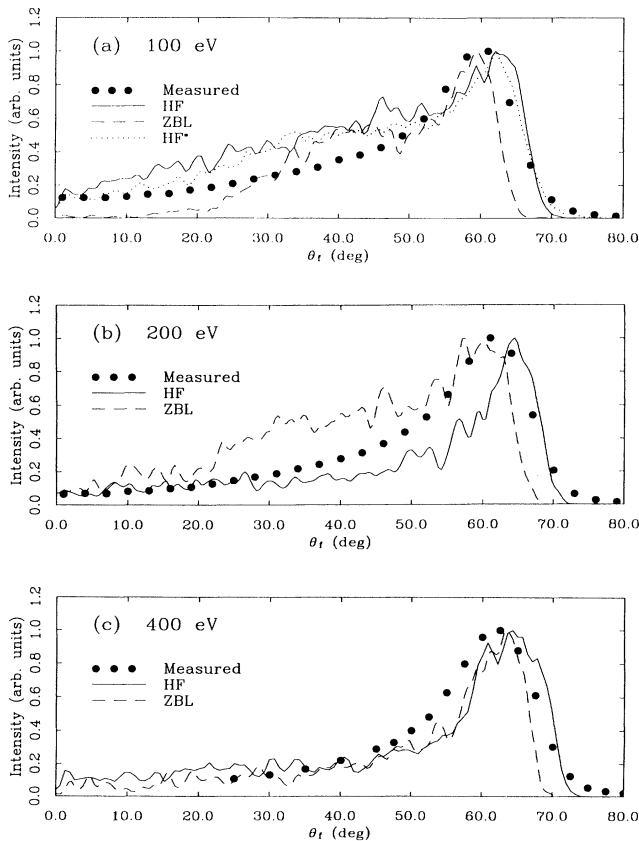 (a) 100 eV
Measured
HF
ZBL
HF*
Intensity (arb. units)
0.0 0.2 0.4 0.6 0.8 1.0 1.2
0.0 10.0 20.0 30.0 40.0 50.0 60.0 70.0 80.0
θf (deg)
(b) 200 eV
Measured
HF
ZBL
Intensity (arb. units)
0.0 0.2 0.4 0.6 0.8 1.0 1.2
0.0 10.0 20.0 30.0 40.0 50.0 60.0 70.0 80.0
θf (deg)
(c) 400 eV
Measured
HF
ZBL
Intensity (arb. units)
0.0 0.2 0.4 0.6 0.8 1.0 1.2
0.0 10.0 20.0 30.0 40.0 50.0 60.0 70.0 80.0
θf (deg)